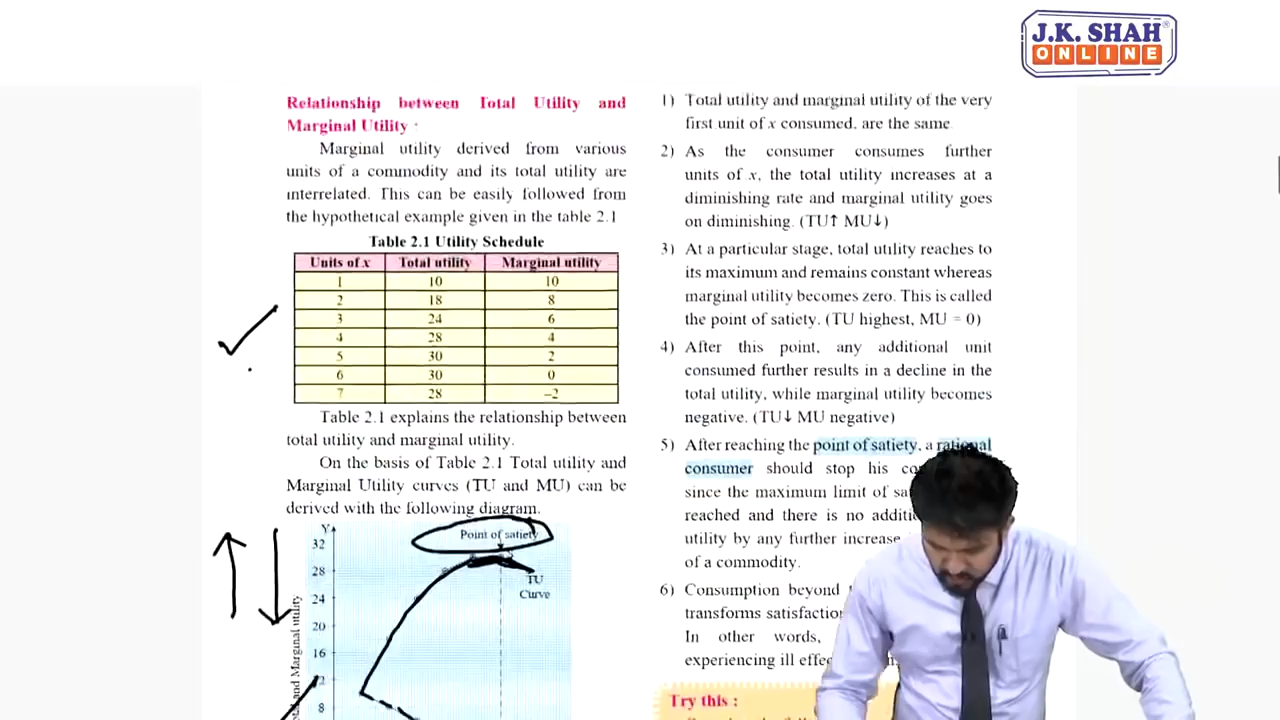 J.K. SHAH®
ONLINE
Relationship between Total Utility and
Marginal Utility :
Marginal utility derived from various
units of a commodity and its total utility are
interrelated. This can be easily followed from
the hypothetical example given in the table 2.1
Table 2.1 Utility Schedule
Units of x Total utility Marginal utility
1 10 10
2 18 8
3 24 6
4 28 4
5 30 2
6 30 0
7 28 –2
Table 2.1 explains the relationship between
total utility and marginal utility.
On the basis of Table 2.1 Total utility and
Marginal Utility curves (TU and MU) can be
derived with the following diagram.
Y
Point of satiety
32
28
TU
Curve
24
20
16
8
and Marginal utility
1) Total utility and marginal utility of the very
first unit of x consumed, are the same
2) As the consumer consumes further
units of x, the total utility increases at a
diminishing rate and marginal utility goes
on diminishing. (TU↑ MU↓)
3) At a particular stage, total utility reaches to
its maximum and remains constant whereas
marginal utility becomes zero. This is called
the point of satiety. (TU highest, MU = 0)
4) After this point, any additional unit
consumed further results in a decline in the
total utility, while marginal utility becomes
negative. (TU↓ MU negative)
5) After reaching the point of satiety, a rational
consumer should stop his
since the maximum limit of
reached and there is no
utility by any further increase
of a commodity.
6) Consumption beyond
transforms
In other words,
experiencing ill
Try this :